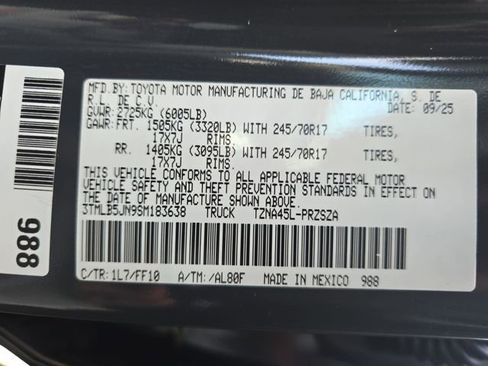 MFD.BY:TOYOTA MOTOR MANUFACTURING DE BAJA CALIFORNIA, S. DE
R.L. DE C.V. DATE: 09/25
GVWR: 2725KG (6005LB)
GAWR:FRT. 1505KG (3320LB) WITH 245/70R17 TIRES,
17X7J RIMS.
RR. 1405KG (3095LB) WITH 245/70R17 TIRES,
17X7J RIMS.
THIS VEHICLE CONFORMS TO ALL APPLICABLE FEDERAL MOTOR
VEHICLE SAFETY AND THEFT PREVENTION STANDARDS IN EFFECT ON
THE DATE OF MANUFACTURE SHOWN ABOVE.
3TMLB5JN9SM183638 TRUCK TZNA45L-PRZSZA
C/TR: 1L7/FF10 A/TM: /AL80F MADE IN MEXICO 988
988